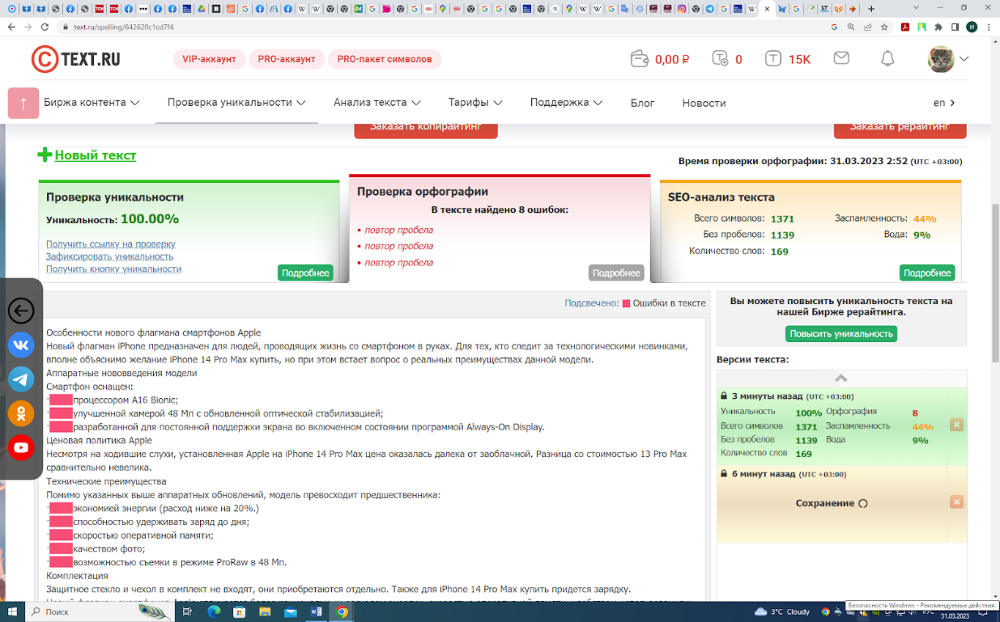 text.ru/spelling/642620c1cd7f4
TEXT.RU
VIP-аккаунт
PRO-аккаунт
PRO-пакет символов
0,00 ₽
0
15K
Биржа контента
Проверка уникальности
Анализ текста
Тарифы
Поддержка
Блог
Новости
en
Заказать копирайтинг
Заказать рерайтинг
Новый текст
Время проверки орфографии: 31.03.2023 2:52 (UTC +03:00)
Проверка уникальности
Уникальность: 100.00%
Получить ссылку на проверку
Зафиксировать уникальность
Получить кнопку уникальности
Подробнее
Проверка орфографии
В тексте найдено 8 ошибок:
• повтор пробела
• повтор пробела
• повтор пробела
Подробнее
SEO-анализ текста
Всего символов: 1371
Без пробелов: 1139
Количество слов: 169
Заспамленность: 44%
Вода: 9%
Подробнее
Подсвечено: Ошибки в тексте
Особенности нового флагмана смартфонов Apple
Новый флагман iPhone предназначен для людей, проводящих жизнь со смартфоном в руках. Для тех, кто следит за технологическими новинками,
вполне объяснимо желание iPhone 14 Pro Max купить, но при этом встает вопрос о реальных преимуществах данной модели.
Аппаратные нововведения модели
Смартфон оснащен:
· процессором A16 Bionic;
· улучшенной камерой 48 Мп с обновленной оптической стабилизацией;
· разработанной для постоянной поддержки экрана во включенном состоянии программой Always-On Display.
Ценовая политика Apple
Несмотря на ходившие слухи, установленная Apple на iPhone 14 Pro Max цена оказалась далека от заоблачной. Разница со стоимостью 13 Pro Max
сравнительно невелика.
Технические преимущества
Помимо указанных выше аппаратных обновлений, модель превосходит предшественника:
· экономией энергии (расход ниже на 20%.)
· способностью удерживать заряд до дня;
· скоростью оперативной памяти;
· качеством фото;
· возможностью съемки в режиме ProRaw в 48 Мп.
Комплектация
Защитное стекло и чехол в комплект не входят, они приобретаются отдельно. Также для iPhone 14 Pro Max купить придется зарядку.
Вы можете повысить уникальность текста на
нашей Бирже рерайтинга.
Повысить уникальность
Версии текста:
3 минуты назад (UTC +03:00)
Уникальность 100% Орфография 8
Всего символов 1371 Заспамленность 44%
Без пробелов 1139 Вода 9%
Количество слов 169
6 минут назад (UTC +03:00)
Сохранение
Поиск
3°C Cloudy
Безопасность Windows - Рекомендуемые действия.
31.03.2023